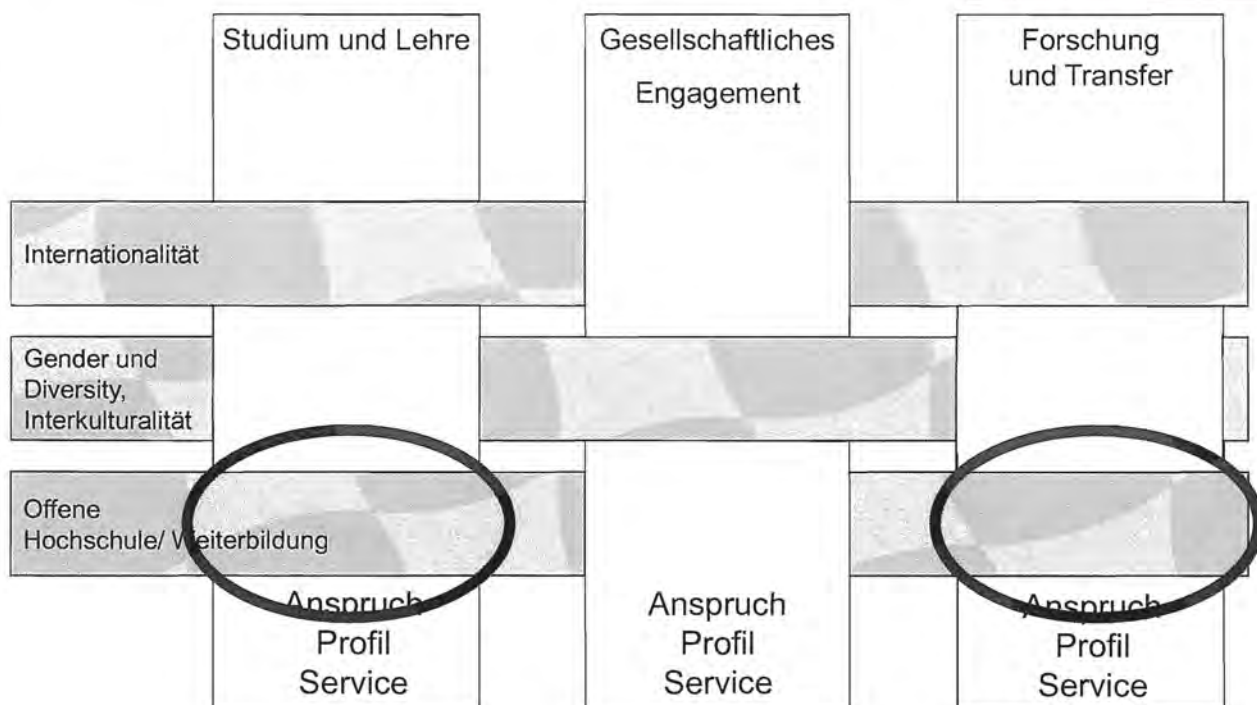 Studium und Lehre
Gesellschaftliches
Engagement
Forschung
und Transfer
Internationalität
Gender und
Diversity,
Interkulturalität
Offene
Hochschule/ Weiterbildung
Anspruch
Profil
Service
Anspruch
Profil
Service
Anspruch
Profil
Service